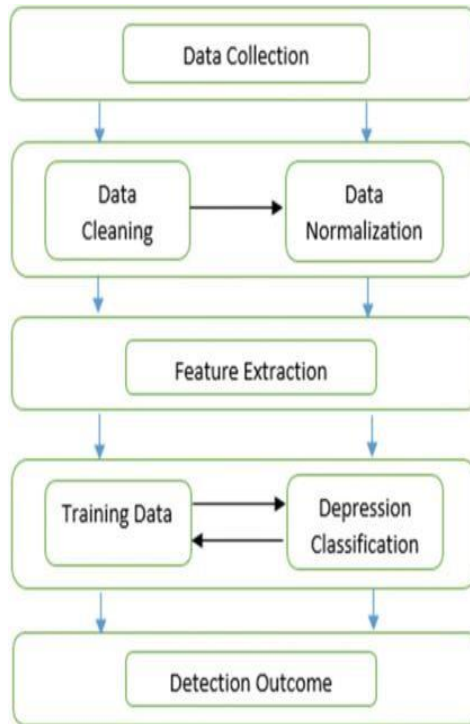 Data Collection
Data
Cleaning
Data
Normalization
Feature Extraction
Training Data
Depression
Classification
Detection Outcome